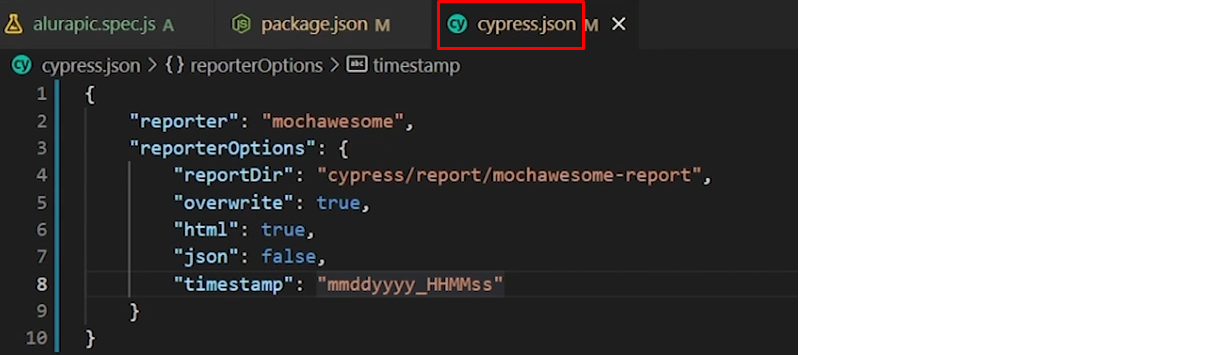 alurapic.spec.js A package.json M cypress.json M
cypress.json > {} reporterOptions > abc timestamp
1 {
2 "reporter": "mochawesome",
3 "reporterOptions": {
4 "reportDir": "cypress/report/mochawesome-report",
5 "overwrite": true,
6 "html": true,
7 "json": false,
8 "timestamp": "mmddyyyy_HHMMss"
9 }
10 }